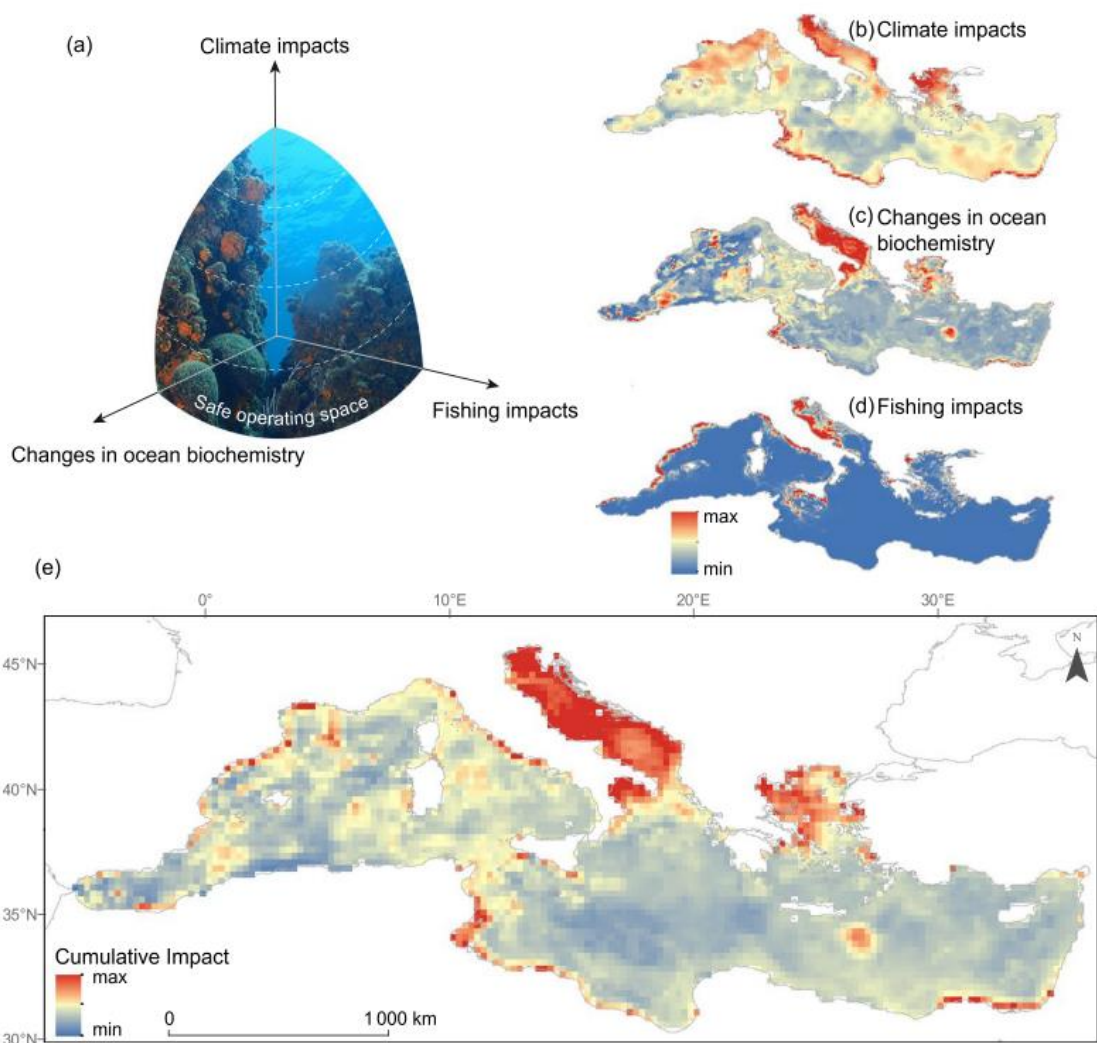 (a)
Climate impacts
Safe operating space
Fishing impacts
Changes in ocean biochemistry
(b) Climate impacts
(c) Changes in ocean
biochemistry
(d) Fishing impacts
max
min
(e)
0° 10°E 20°E 30°E
45°N
40°N
35°N
30°N
N
Cumulative Impact
max
min
0 1 000 km